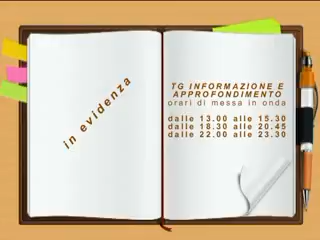 in evidenza
TG INFORMAZIONE E
APPROFONDIMENTO
orari di messa in onda
dalle 13.00 alle 15.30
dalle 18.30 alle 20.45
dalle 22.00 alle 23.30